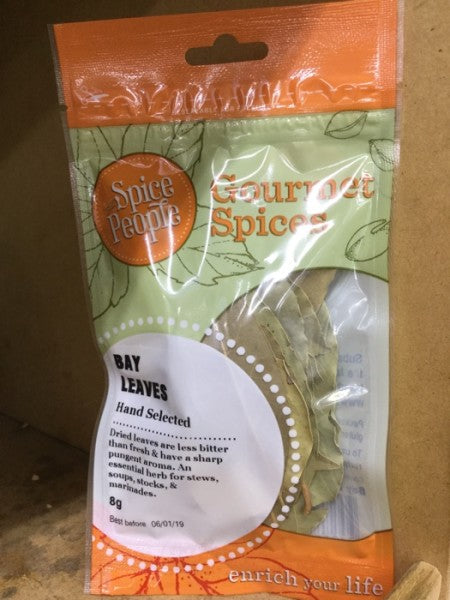 Spice
People
Gourmet
Spices
BAY
LEAVES
Hand Selected
Dried leaves are less bitter
than fresh & have a sharp
pungent aroma. An
essential herb for stews,
soups, stocks, &
marinades.
8g
Best before 06/01/19
enrich your life